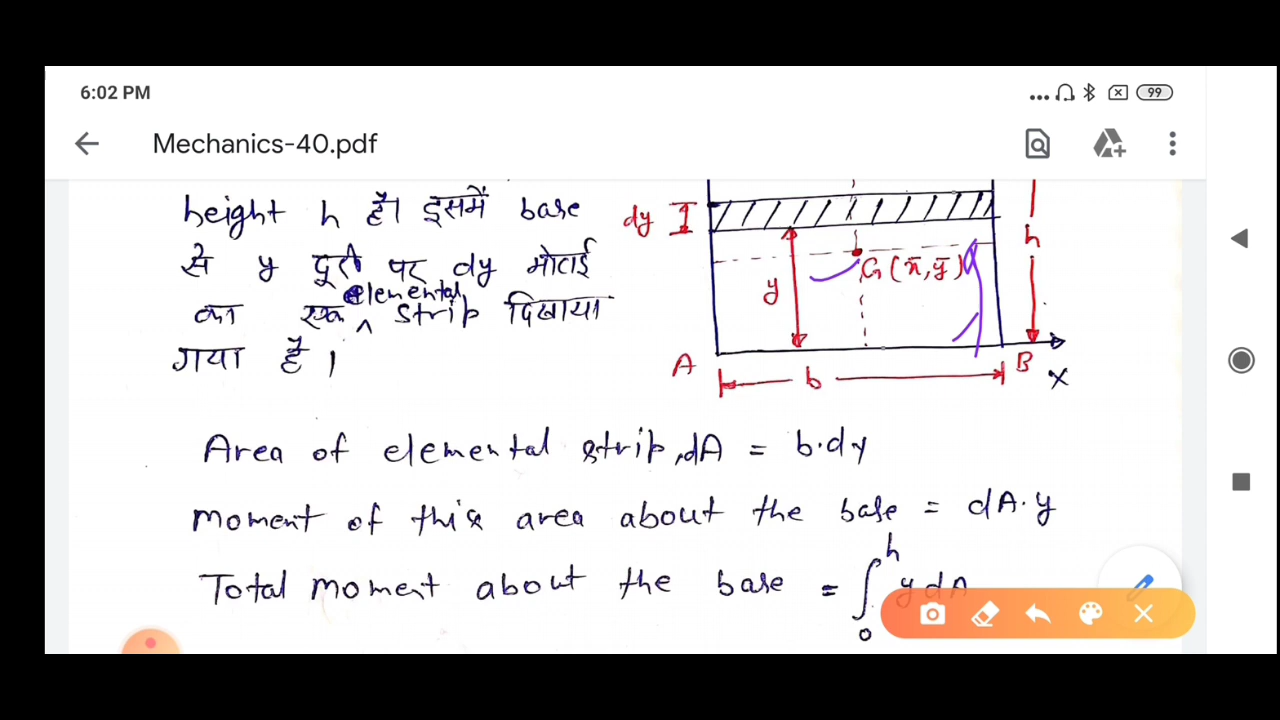 6:02 PM
99
Mechanics-40.pdf
height h है। इसमें base
से y दूरी पर dy मोटाई
का एक elemental strip दिखाया
गया है।
dy
h
y
G(x̄, ȳ)
A
B
b
X
Area of elemental strip, dA = b.dy
Moment of this area about the base = dA.y
Total moment about the base = ∫₀ʰ y dA